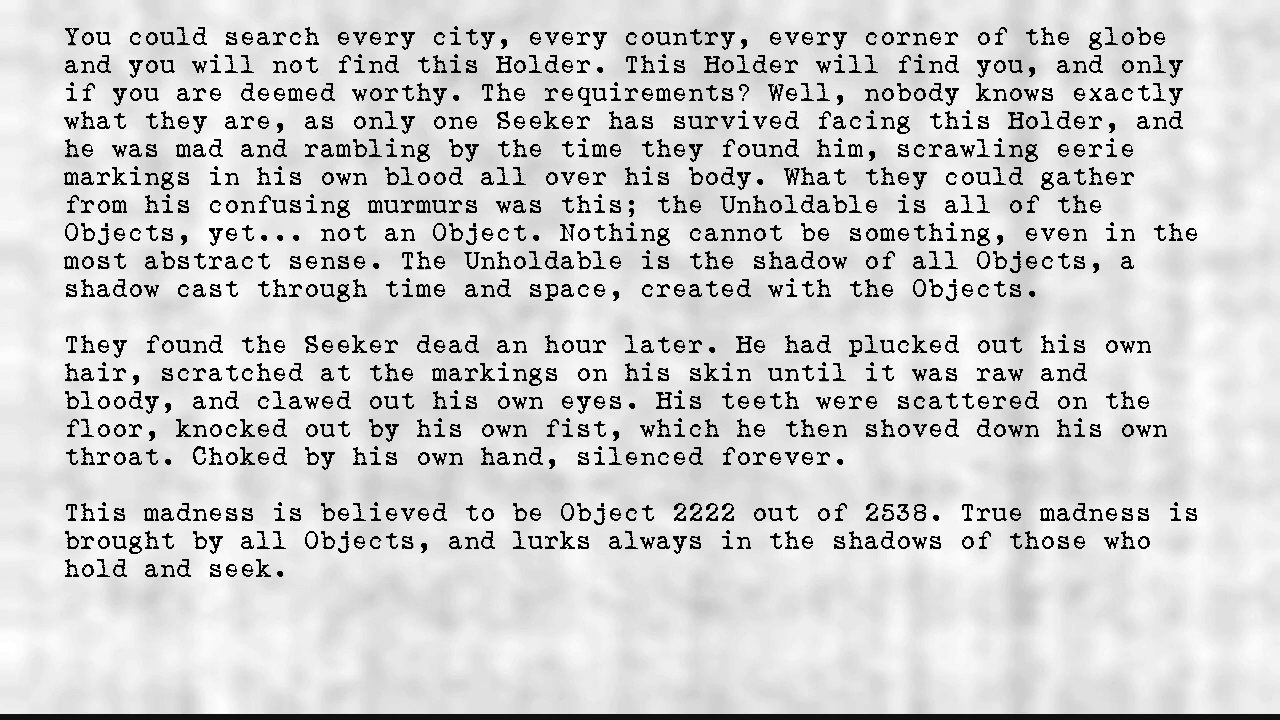 You could search every city, every country, every corner of the globe
and you will not find this Holder. This Holder will find you, and only
if you are deemed worthy. The requirements? Well, nobody knows exactly
what they are, as only one Seeker has survived facing this Holder, and
he was mad and rambling by the time they found him, scrawling eerie
markings in his own blood all over his body. What they could gather
from his confusing murmurs was this; the Unholdable is all of the
Objects, yet... not an Object. Nothing cannot be something, even in the
most abstract sense. The Unholdable is the shadow of all Objects, a
shadow cast through time and space, created with the Objects.

They found the Seeker dead an hour later. He had plucked out his own
hair, scratched at the markings on his skin until it was raw and
bloody, and clawed out his own eyes. His teeth were scattered on the
floor, knocked out by his own fist, which he then shoved down his own
throat. Choked by his own hand, silenced forever.

This madness is believed to be Object 2222 out of 2538. True madness is
brought by all Objects, and lurks always in the shadows of those who
hold and seek.